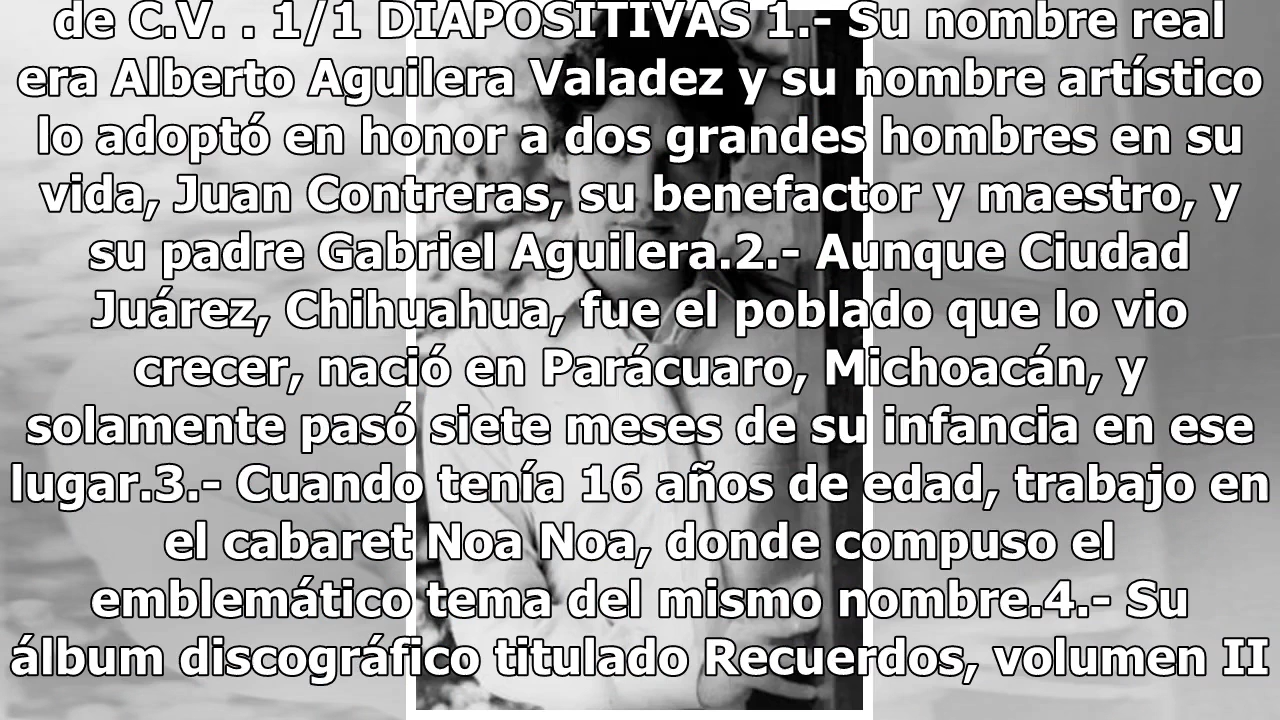 de C.V. . 1/1 DIAPOSITIVAS 1.- Su nombre real
era Alberto Aguilera Valadez y su nombre artístico
lo adoptó en honor a dos grandes hombres en su
vida, Juan Contreras, su benefactor y maestro, y
su padre Gabriel Aguilera.2.- Aunque Ciudad
Juárez, Chihuahua, fue el poblado que lo vio
crecer, nació en Parácuaro, Michoacán, y
solamente pasó siete meses de su infancia en ese
lugar.3.- Cuando tenía 16 años de edad, trabajo en
el cabaret Noa Noa, donde compuso el
emblemático tema del mismo nombre.4.- Su
álbum discográfico titulado Recuerdos, volumen II